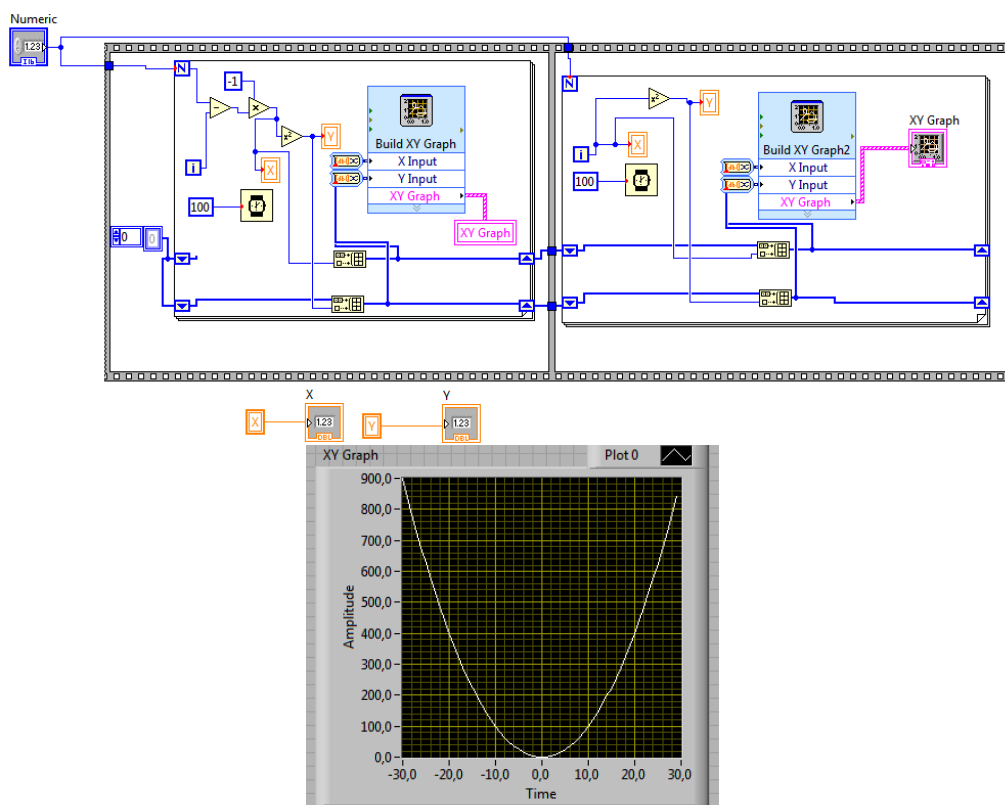 Numeric
1.23
I16
N
-1
i
100
0
0
Y
X
Build XY Graph
X Input
Y Input
XY Graph
XY Graph
N
i
100
Y
X
Build XY Graph2
X Input
Y Input
XY Graph
XY Graph
X
X
1.23
DBL
Y
Y
1.23
DBL
XY Graph
Plot 0
Amplitude
900,0
800,0
700,0
600,0
500,0
400,0
300,0
200,0
100,0
0,0
-30,0 -20,0 -10,0 0,0 10,0 20,0 30,0
Time